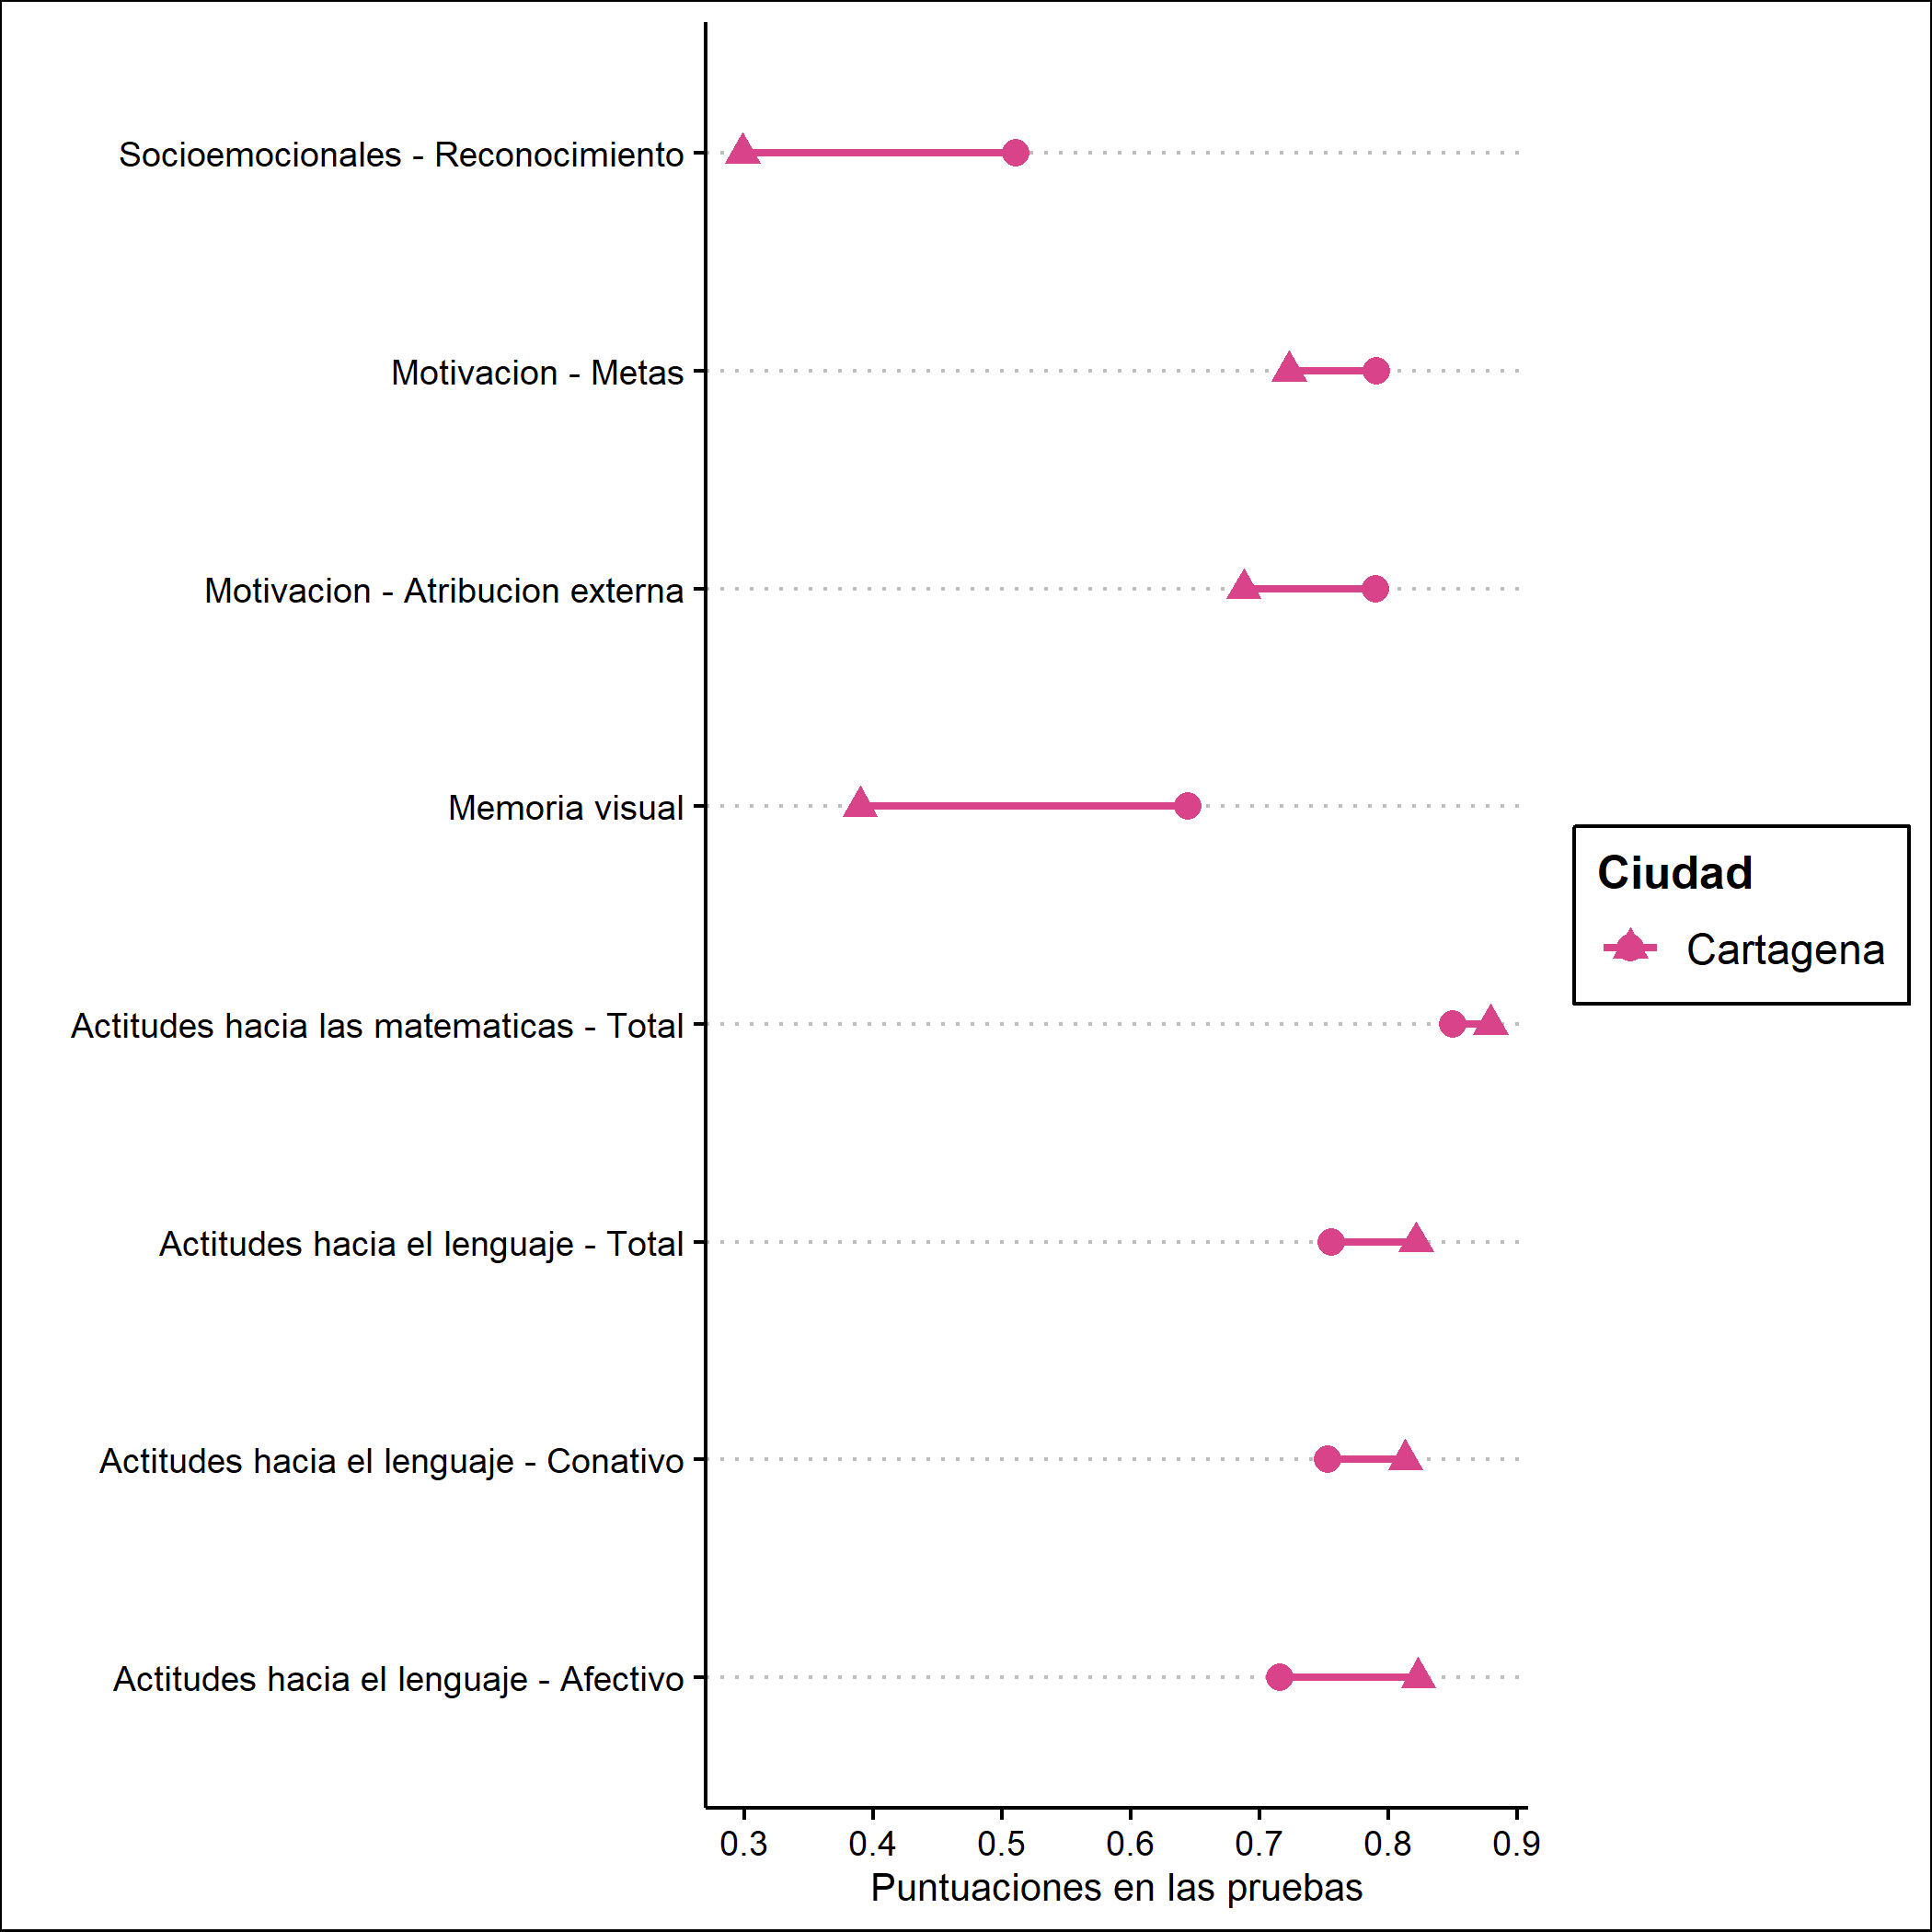 Socioemocionales - Reconocimiento
Motivacion - Metas
Motivacion - Atribucion externa
Memoria visual
Actitudes hacia las matematicas - Total
Actitudes hacia el lenguaje - Total
Actitudes hacia el lenguaje - Conativo
Actitudes hacia el lenguaje - Afectivo
0.3 0.4 0.5 0.6 0.7 0.8 0.9
Puntuaciones en las pruebas
Ciudad
Cartagena